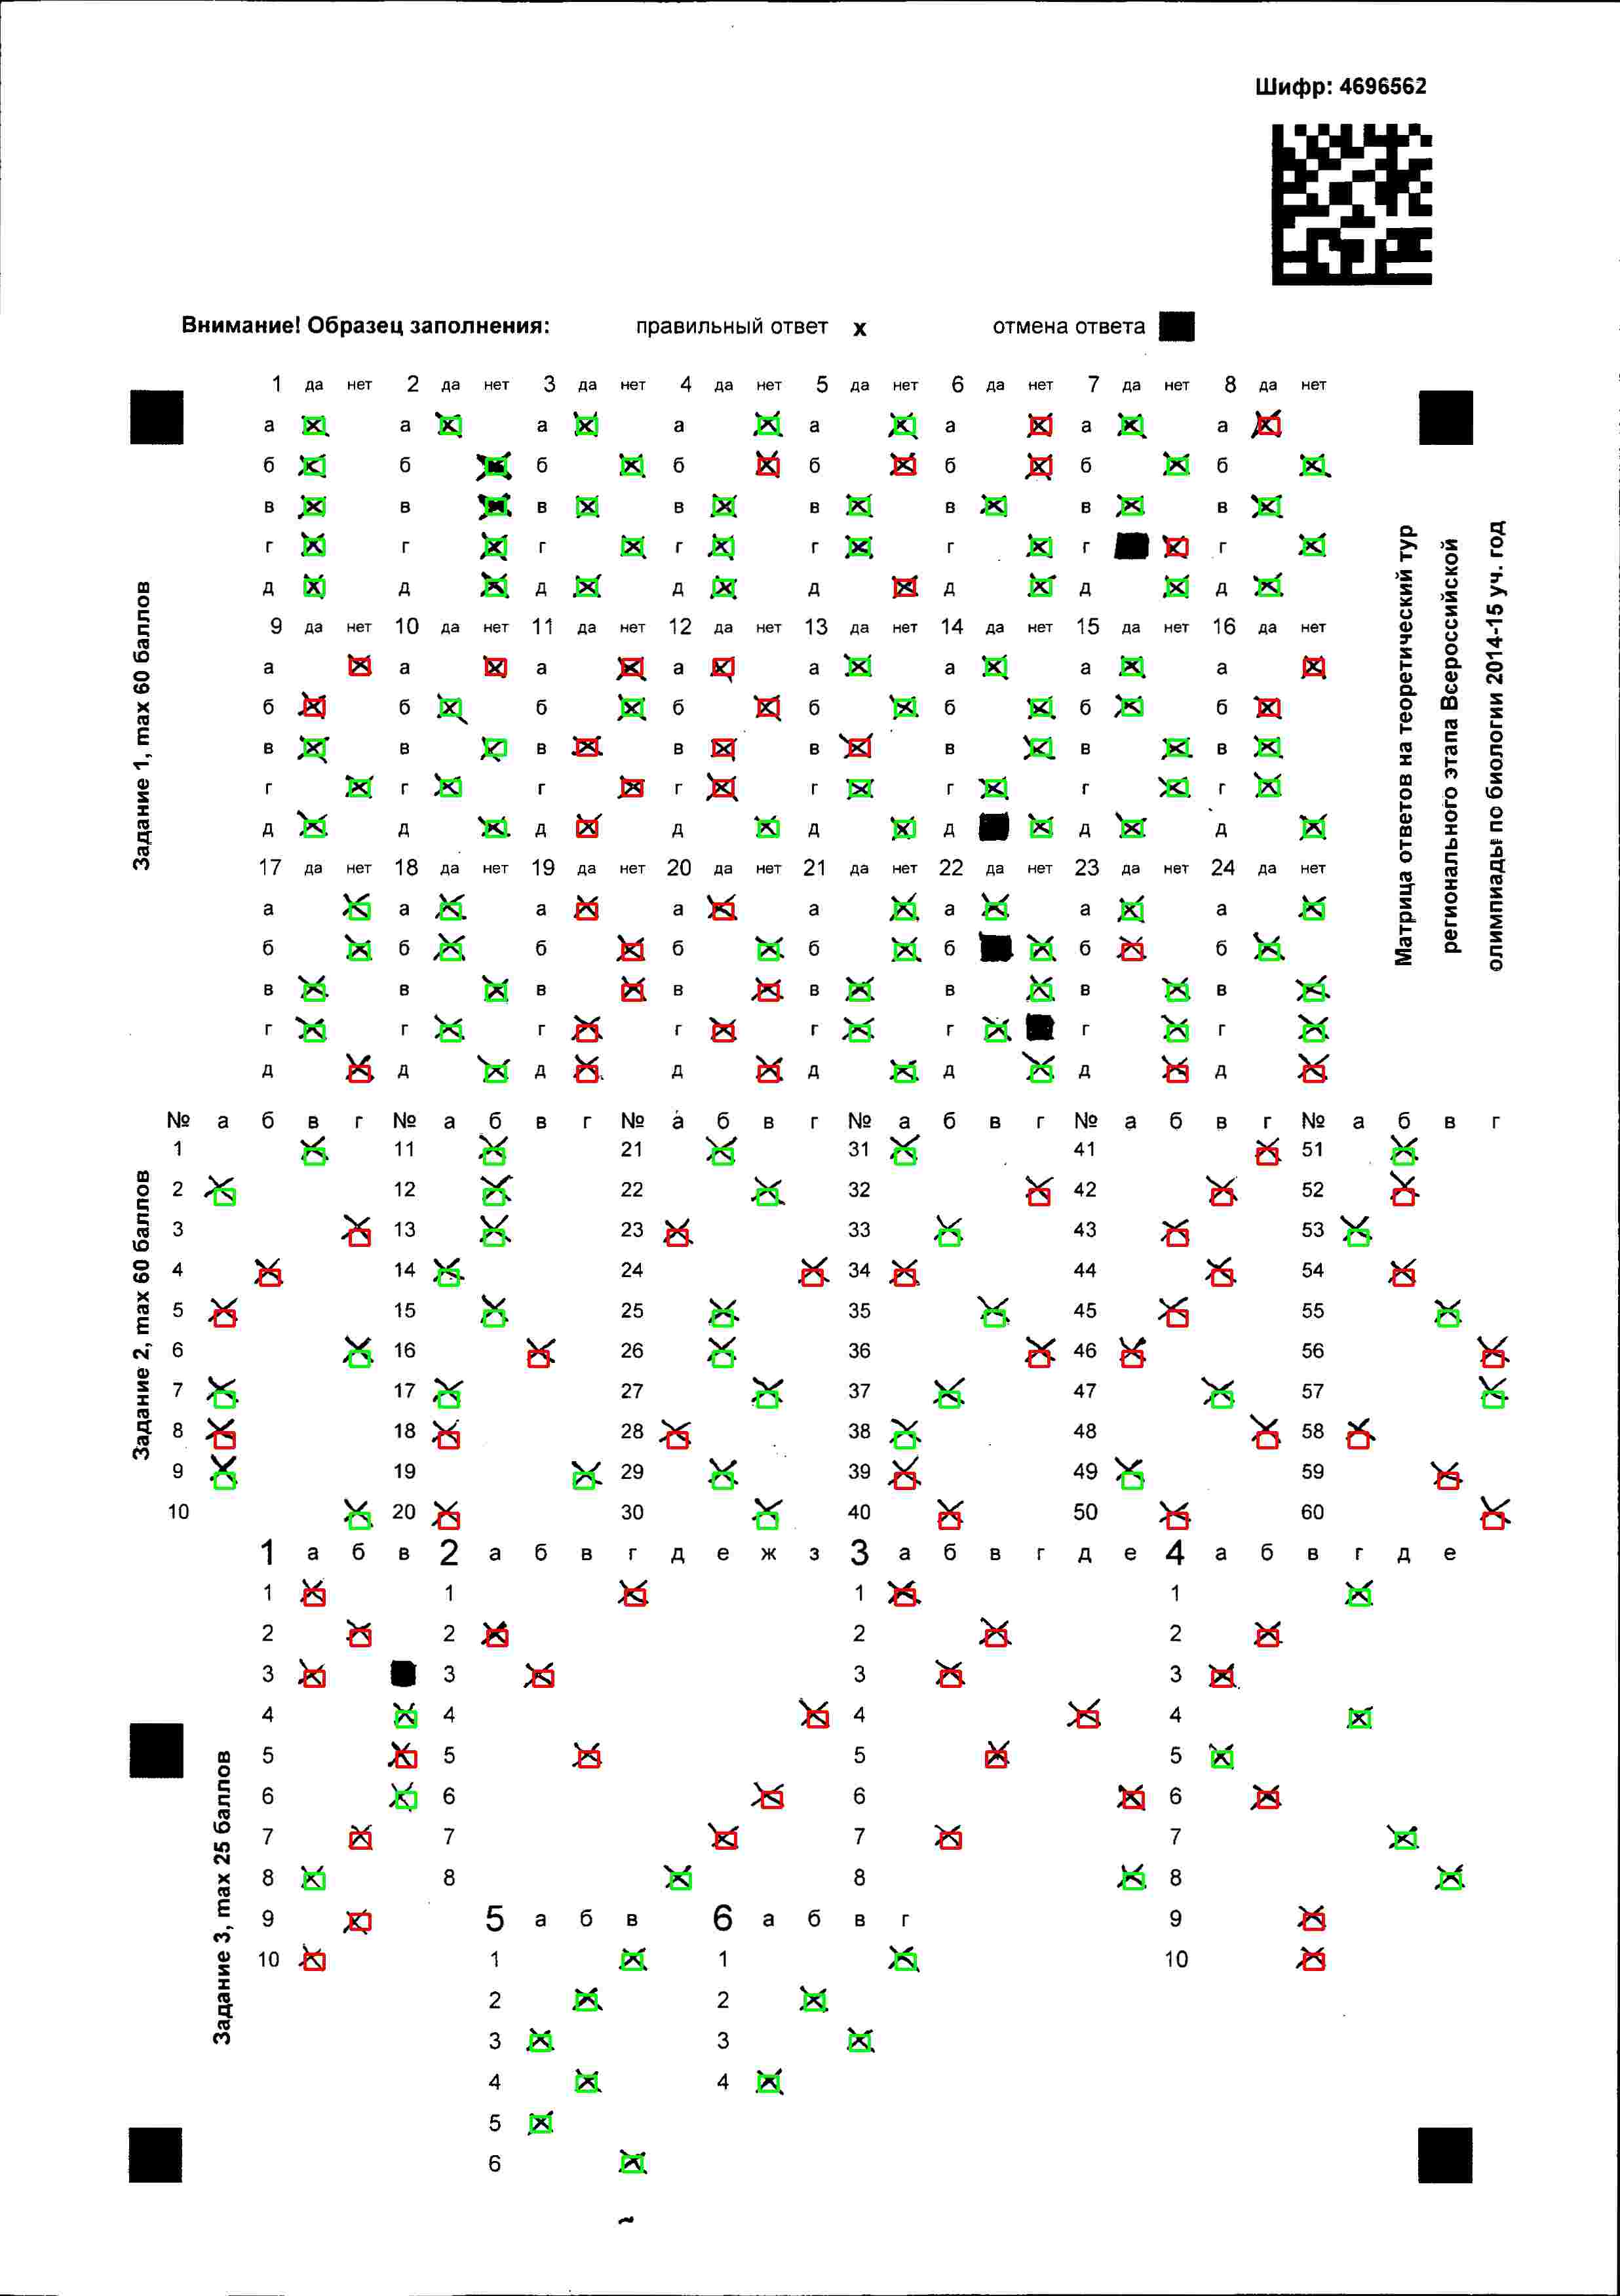 Шифр: 4696562
Внимание! Образец заполнения: правильный ответ х отмена ответа
1 да нет 2 да нет 3 да нет 4 да нет 5 да нет 6 да нет 7 да нет 8 да нет
а а а а а а а а
б б б б б б б б
в в в в в в в в
г г г г г г г г
д д д д д д д д
9 да нет 10 да нет 11 да нет 12 да нет 13 да нет 14 да нет 15 да нет 16 да нет
а а а а а а а а
б б б б б б б б
в в в в в в в в
г г г г г г г г
д д д д д д д д
17 да нет 18 да нет 19 да нет 20 да нет 21 да нет 22 да нет 23 да нет 24 да нет
а а а а а а а а
б б б б б б б б
в в в в в в в в
г г г г г г г г
д д д д д д д д
Задание 1, max 60 баллов
Матрица ответов на теоретический тур
регионального этапа Всероссийской
олимпиады по биологии 2014-15 уч. год
№ а б в г № а б в г № а б в г № а б в г № а б в г № а б в г
1 11 21 31 41 51
2 12 22 32 42 52
3 13 23 33 43 53
4 14 24 34 44 54
5 15 25 35 45 55
6 16 26 36 46 56
7 17 27 37 47 57
8 18 28 38 48 58
9 19 29 39 49 59
10 20 30 40 50 60
Задание 2, max 60 баллов
1 а б в 2 а б в г д е ж з 3 а б в г д е 4 а б в г д е
1 1 1 1
2 2 2 2
3 3 3 3
4 4 4 4
5 5 5 5
6 6 6 6
7 7 7 7
8 8 8 8
9 5 а б в 6 а б в г 9
10 1 1 10
2 2
3 3
4 4
5
6
Задание 3, max 25 баллов